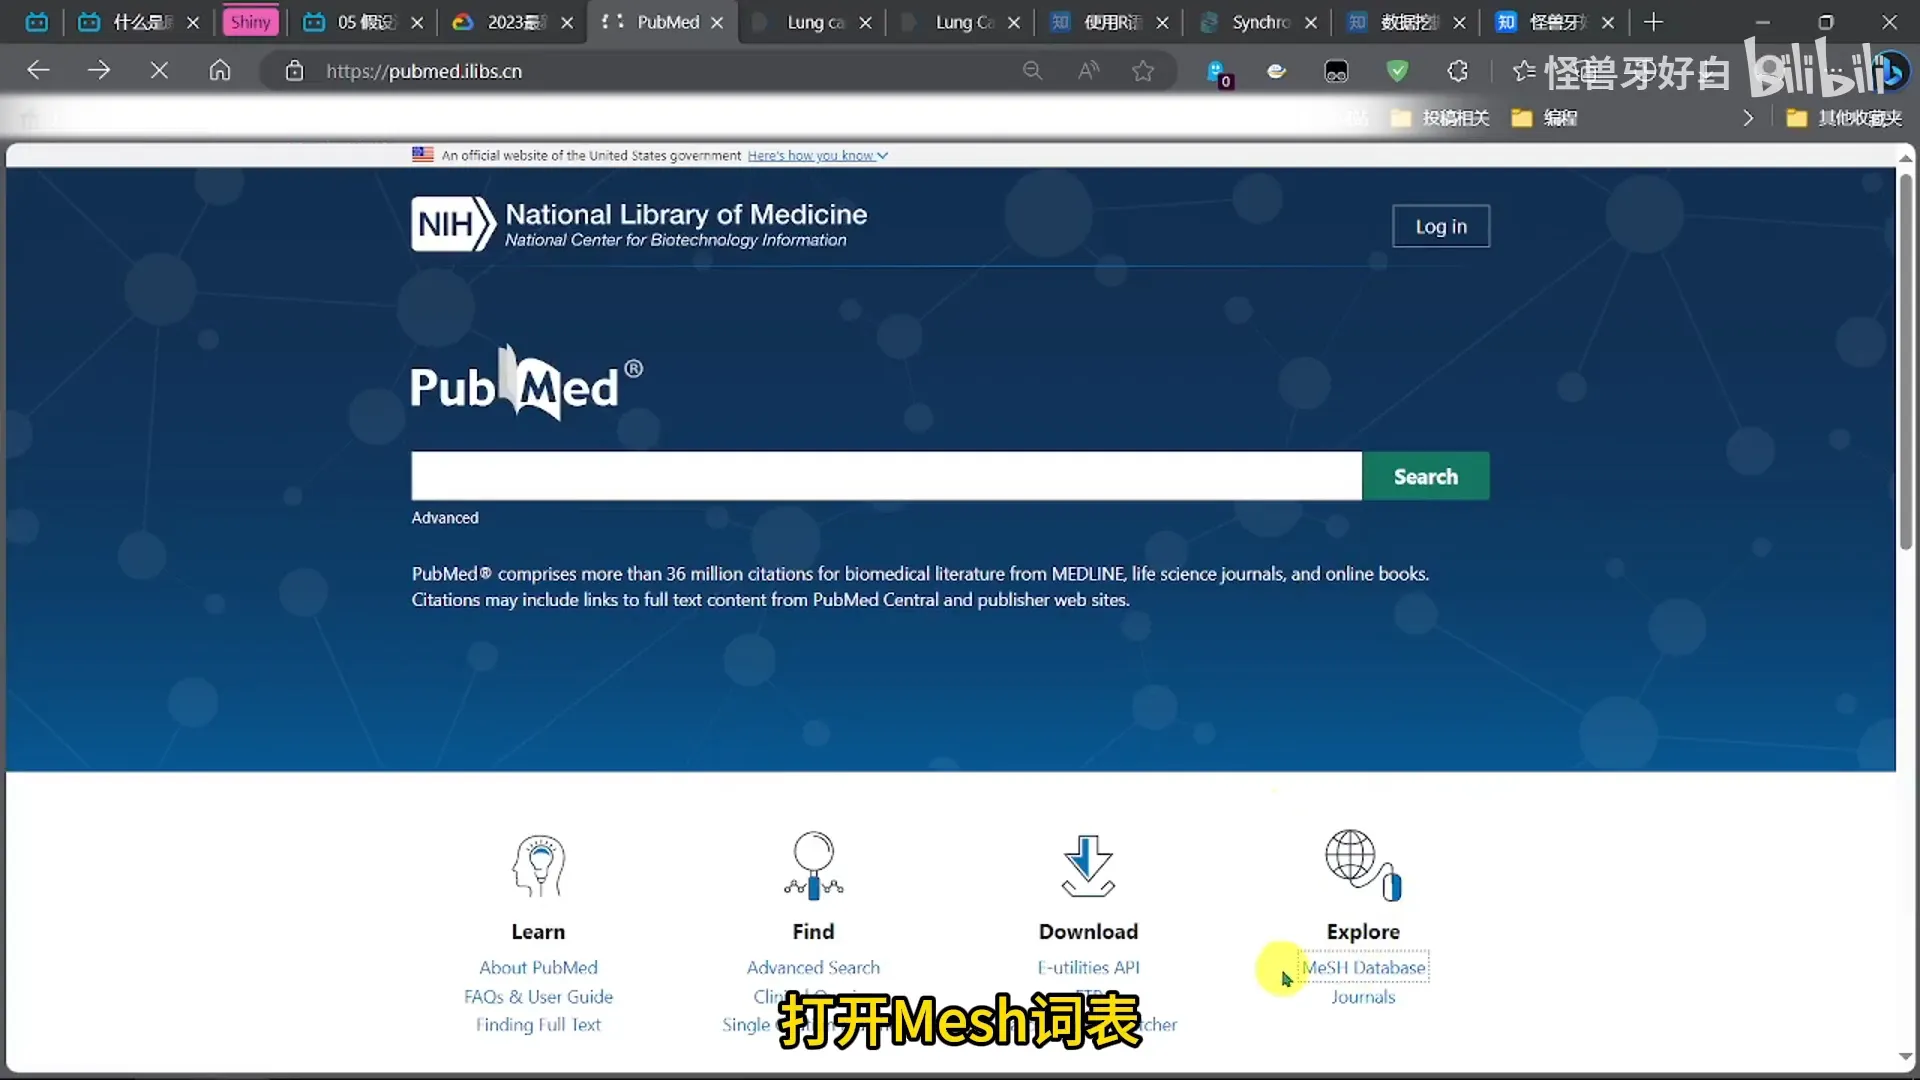 什么是
Shiny
05 假设
2023最
PubMed
Lung ca
Lung Ca
知 使用R语
Synchro
知 数据挖
知 怪兽牙好
https://pubmed.ilibs.cn
0
怪兽牙好白 bilibili
投稿相关
编程
其他收藏夹
An official website of the United States government Here's how you know
NIH National Library of Medicine
National Center for Biotechnology Information
Log in
PubMed®
Search
Advanced
PubMed® comprises more than 36 million citations for biomedical literature from MEDLINE, life science journals, and online books.
Citations may include links to full text content from PubMed Central and publisher web sites.
Learn
About PubMed
FAQs & User Guide
Finding Full Text
Find
Advanced Search
Single
Download
E-utilities API
Explore
MeSH Database
Journals
打开Mesh词表